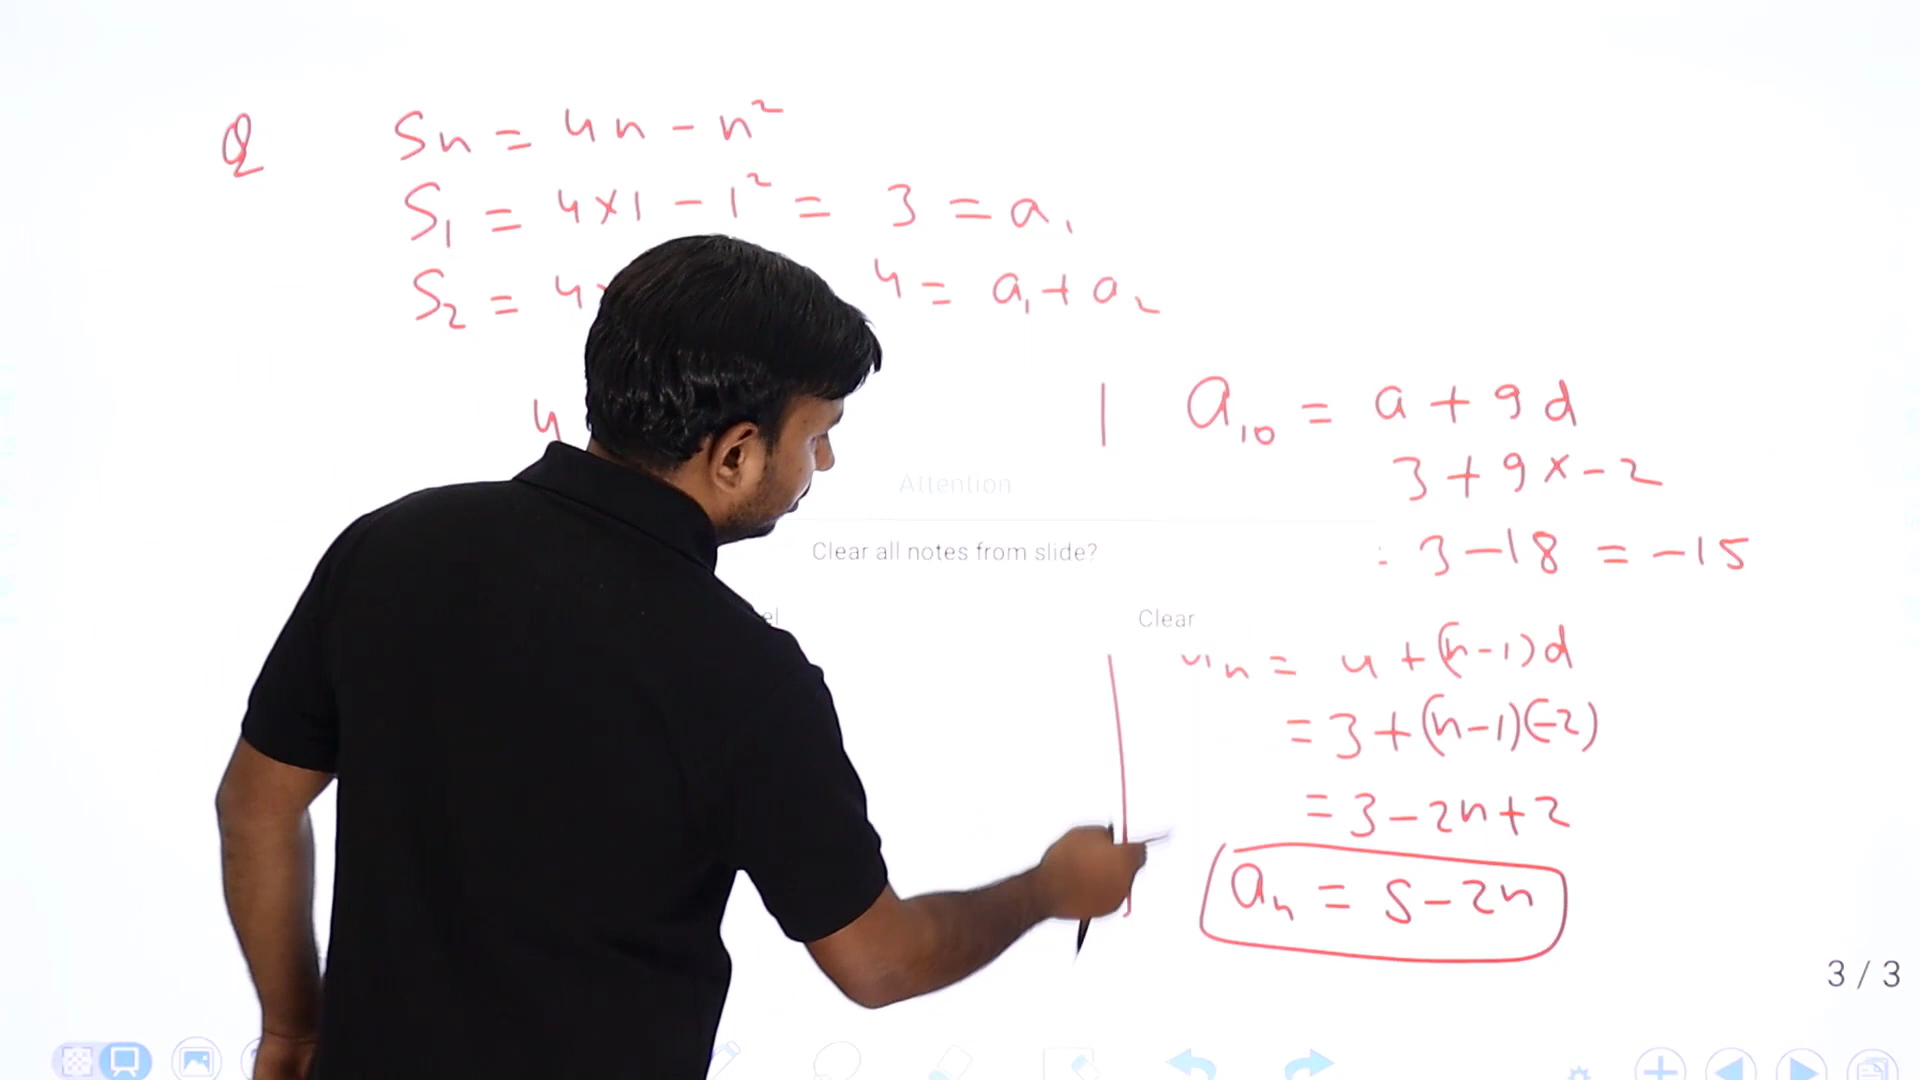 Q Sn = 4n - n²
S₁ = 4×1 - 1² = 3 = a₁
S₂ = 4 4 = a₁ + a₂
4
a₁₀ = a + 9d
3 + 9 × -2
3 - 18 = -15
Attention
Clear all notes from slide?
Clear
n = a + (n-1)d
= 3 + (n-1)(-2)
= 3 - 2n + 2
aₙ = 5 - 2n
3 / 3